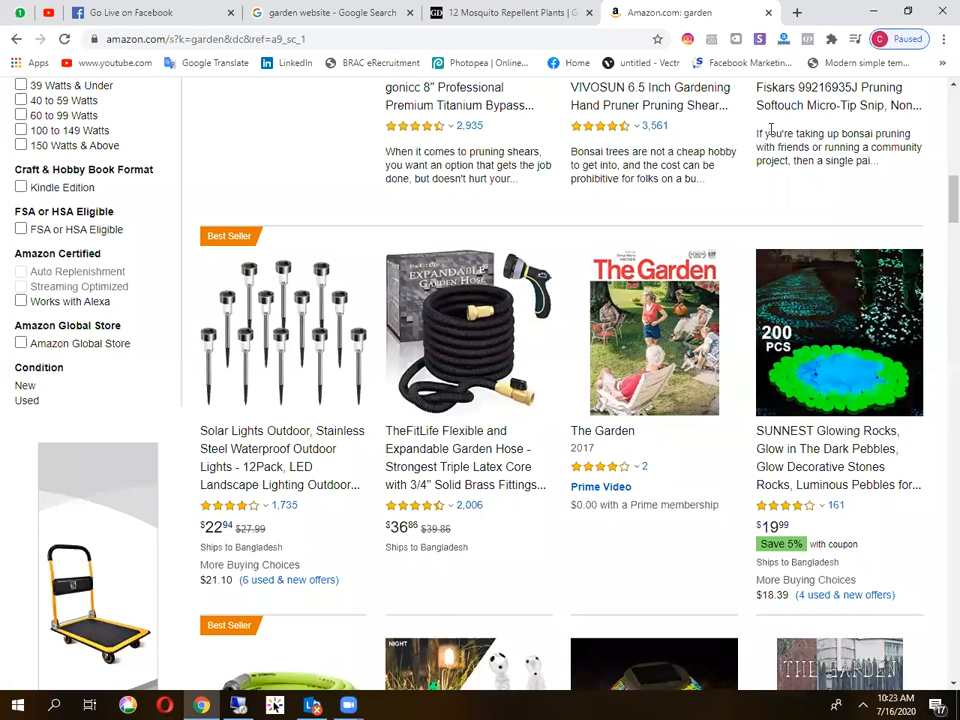 Go Live on Facebook
garden website - Google Search
12 Mosquito Repellent Plants | G
Amazon.com: garden
amazon.com/s?k=garden&dc&ref=a9_sc_1
C Paused
Apps
www.youtube.com
Google Translate
LinkedIn
BRAC eRecruitment
Photopea | Online...
Home
untitled - Vectr
Facebook Marketin...
Modern simple tem...
39 Watts & Under
40 to 59 Watts
60 to 99 Watts
100 to 149 Watts
150 Watts & Above
Craft & Hobby Book Format
Kindle Edition
FSA or HSA Eligible
FSA or HSA Eligible
Amazon Certified
Auto Replenishment
Streaming Optimized
Works with Alexa
Amazon Global Store
Amazon Global Store
Condition
New
Used
gonicc 8" Professional
Premium Titanium Bypass...
2,935
When it comes to pruning shears,
you want an option that gets the job
done, but doesn't hurt your...
VIVOSUN 6.5 Inch Gardening
Hand Pruner Pruning Shear...
3,561
Bonsai trees are not a cheap hobby
to get into, and the cost can be
prohibitive for folks on a bu...
Fiskars 99216935J Pruning
Softouch Micro-Tip Snip, Non...
If you're taking up bonsai pruning
with friends or running a community
project, then a single pai...
Best Seller
Solar Lights Outdoor, Stainless
Steel Waterproof Outdoor
Lights - 12Pack, LED
Landscape Lighting Outdoor...
1,735
$22 94 $27.99
Ships to Bangladesh
More Buying Choices
$21.10 (6 used & new offers)
TheFitLife
EXPANDABLE
GARDEN HOSE
TheFitLife Flexible and
Expandable Garden Hose -
Strongest Triple Latex Core
with 3/4" Solid Brass Fittings...
2,006
$36 86 $39.86
Ships to Bangladesh
The Garden
The Garden
2017
2
Prime Video
$0.00 with a Prime membership
200
PCS
SUNNEST Glowing Rocks,
Glow in The Dark Pebbles,
Glow Decorative Stones
Rocks, Luminous Pebbles for...
161
$19 99
Save 5% with coupon
Ships to Bangladesh
More Buying Choices
$18.39 (4 used & new offers)
Best Seller
NIGHT
THE GARDEN
10:23 AM
7/16/2020
17